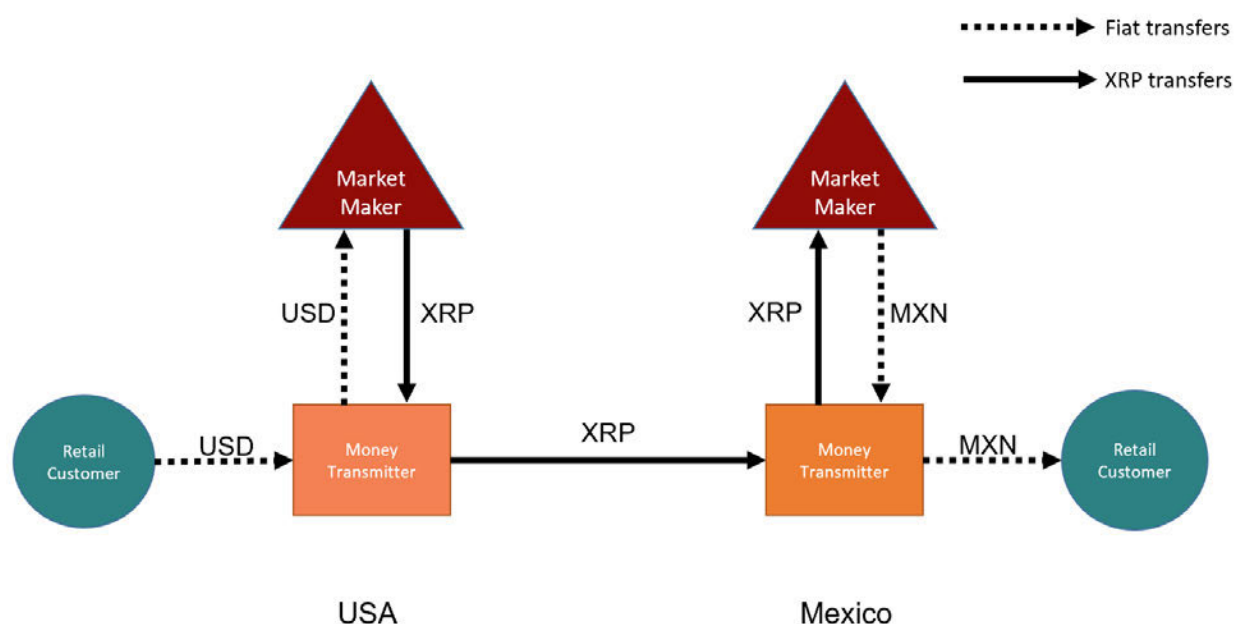 Fiat transfers
XRP transfers
Market
Maker
Market
Maker
USD
XRP
XRP
MXN
Retail
Customer
USD
Money
Transmitter
XRP
Money
Transmitter
MXN
Retail
Customer
USA
Mexico